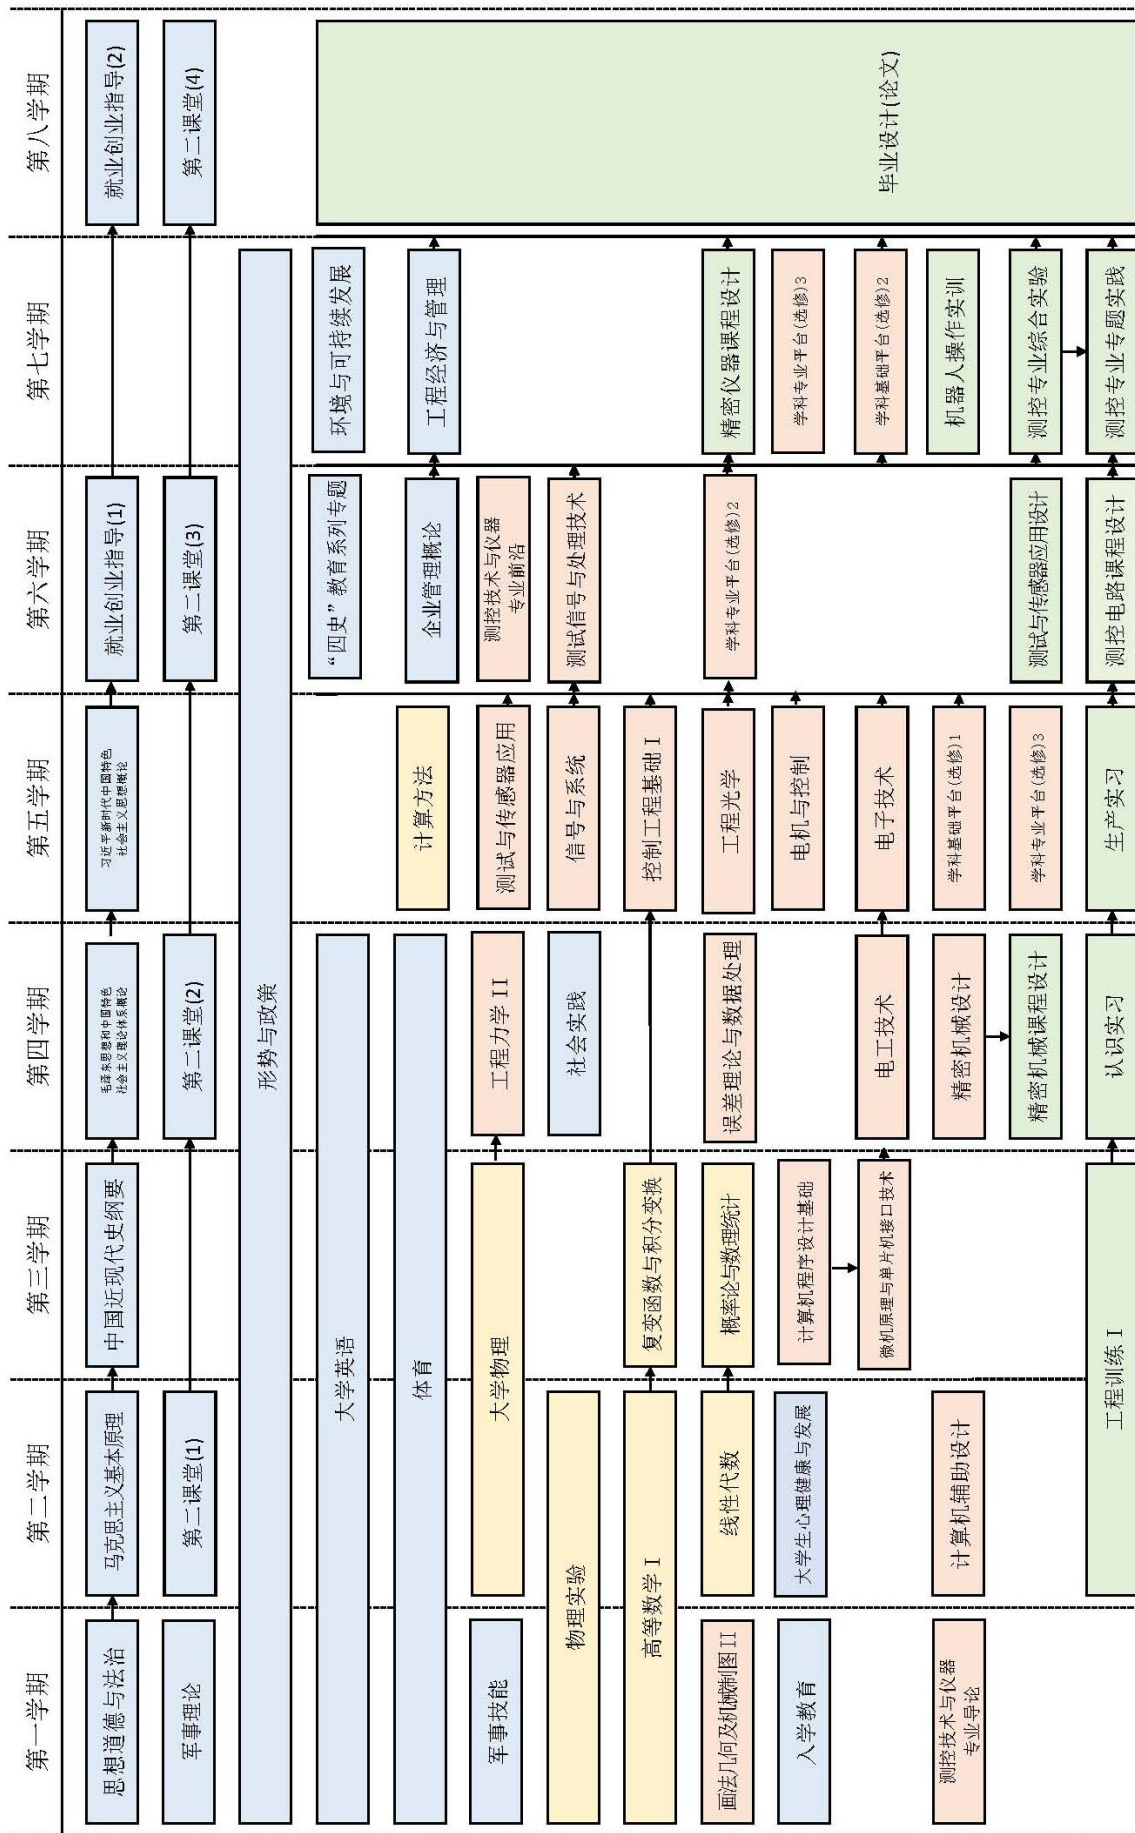 第一学期
第二学期
第三学期
第四学期
第五学期
第六学期
第七学期
第八学期
思想道德与法治
马克思主义基本原理
中国近现代史纲要
毛泽东思想和中国特色
社会主义理论体系概论
习近平新时代中国特色
社会主义思想概论
就业创业指导(1)
就业创业指导(2)
军事理论
第二课堂(1)
第二课堂(2)
第二课堂(3)
第二课堂(4)
形势与政策
大学英语
“四史”教育系列专题
环境与可持续发展
体育
计算方法
企业管理概论
工程经济与管理
军事技能
大学物理
工程力学 II
测试与传感器应用
测控技术与仪器
专业前沿
物理实验
社会实践
信号与系统
测试信号与处理技术
高等数学 I
复变函数与积分变换
控制工程基础 I
画法几何及机械制图 II
线性代数
概率论与数理统计
误差理论与数据处理
工程光学
学科专业平台(选修)2
精密仪器课程设计
入学教育
大学生心理健康与发展
计算机程序设计基础
电机与控制
学科专业平台(选修)3
微机原理与单片机接口技术
电工技术
电子技术
学科基础平台(选修)2
毕业设计(论文)
测控技术与仪器
专业导论
计算机辅助设计
精密机械设计
学科基础平台(选修)1
机器人操作实训
精密机械课程设计
学科专业平台(选修)3
测试与传感器应用设计
测控专业综合实验
工程训练 I
认识实习
生产实习
测控电路课程设计
测控专业专题实践